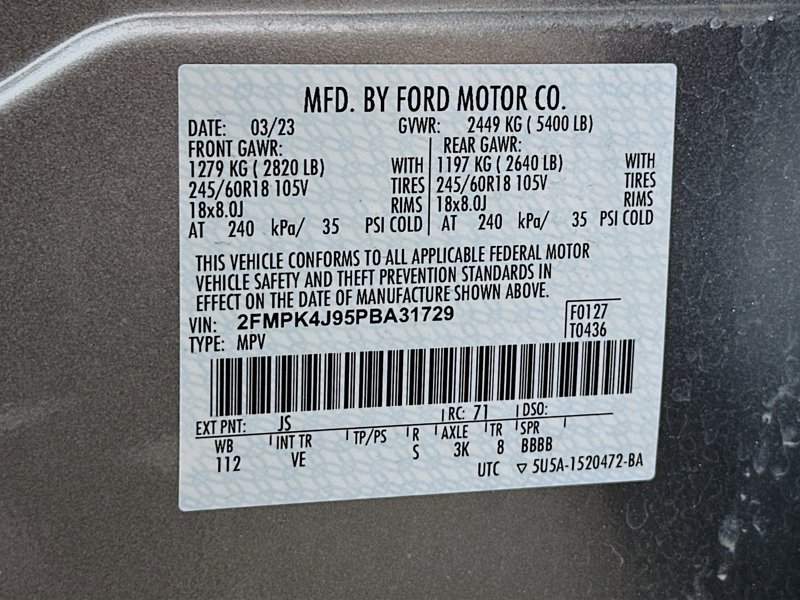 MFD. BY FORD MOTOR CO.
DATE: 03/23 GVWR: 2449 KG ( 5400 LB)
FRONT GAWR: REAR GAWR:
1279 KG ( 2820 LB) WITH 1197 KG ( 2640 LB) WITH
245/60R18 105V TIRES 245/60R18 105V TIRES
18x8.0J RIMS 18x8.0J RIMS
AT 240 kPa/ 35 PSI COLD AT 240 kPa/ 35 PSI COLD
THIS VEHICLE CONFORMS TO ALL APPLICABLE FEDERAL MOTOR
VEHICLE SAFETY AND THEFT PREVENTION STANDARDS IN
EFFECT ON THE DATE OF MANUFACTURE SHOWN ABOVE.
VIN: 2FMPK4J95PBA31729 F0127
TYPE: MPV T0436
EXT PNT: JS RC: 71 DSO:
WB INT TR TP/PS R AXLE TR SPR
112 VE S 3K 8 BBBB
UTC ▽ 5U5A-1520472-BA